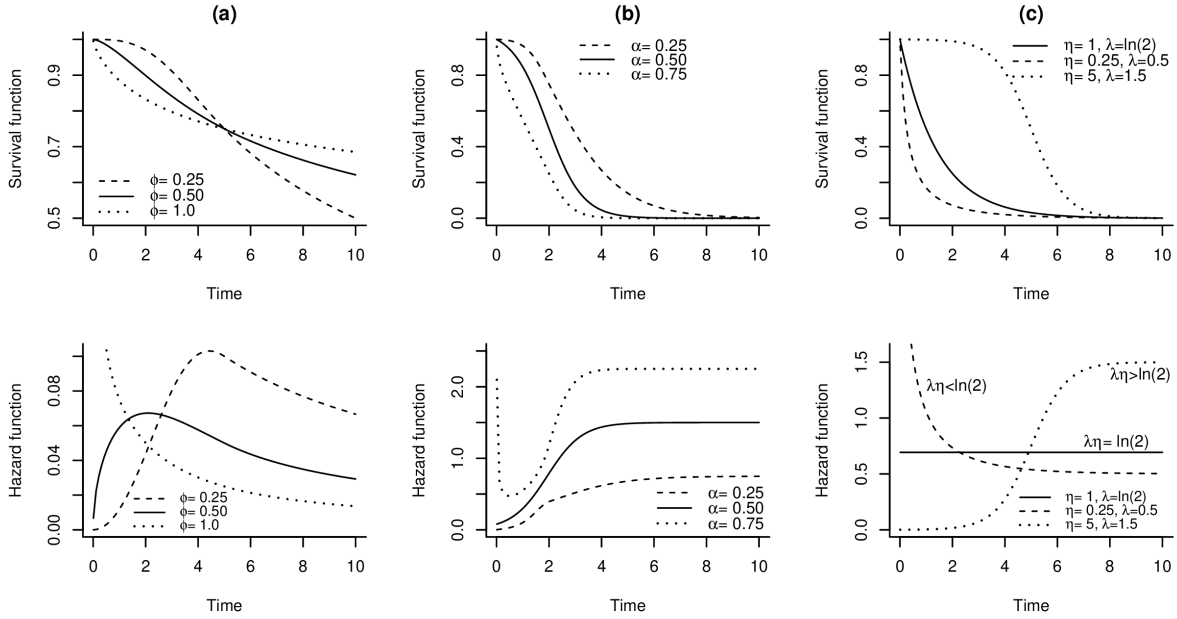 (a)
Survival function
0.5
0.7
0.9
ϕ= 0.25
ϕ= 0.50
ϕ= 1.0
0 2 4 6 8 10
Time
(b)
Survival function
0.0
0.4
0.8
α= 0.25
α= 0.50
α= 0.75
0 2 4 6 8 10
Time
(c)
Survival function
0.0
0.4
0.8
η= 1, λ=ln(2)
η= 0.25, λ=0.5
η= 5, λ=1.5
0 2 4 6 8 10
Time
Hazard function
0.00
0.04
0.08
ϕ= 0.25
ϕ= 0.50
ϕ= 1.0
0 2 4 6 8 10
Time
Hazard function
0.0
1.0
2.0
α= 0.25
α= 0.50
α= 0.75
0 2 4 6 8 10
Time
Hazard function
0.0
0.5
1.0
1.5
λη<ln(2)
λη>ln(2)
λη= ln(2)
η= 1, λ=ln(2)
η= 0.25, λ=0.5
η= 5, λ=1.5
0 2 4 6 8 10
Time